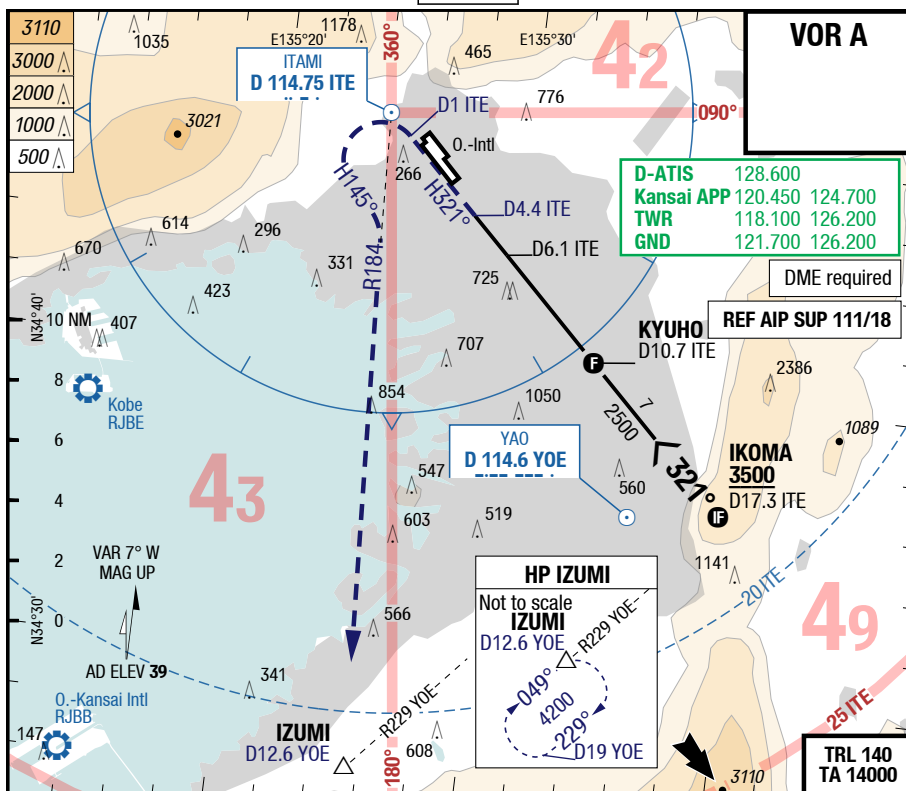 3110
3000
2000
1000
500
1035
E135°20'
1178
360°
465
E135°30'
42
VOR A
ITAMI
D 114.75 ITE
D1 ITE
776
090°
3021
O.-Intl
266
H145°
H321°
D-ATIS 128.600
Kansai APP 120.450 124.700
TWR 118.100 126.200
GND 121.700 126.200
D4.4 ITE
614
296
670
R184
D6.1 ITE
331
725
423
DME required
N34°40'
10 NM
407
KYUHO
D10.7 ITE
REF AIP SUP 111/18
707
2386
8
Kobe
RJBE
854
1050
7
2500
1089
6
YAO
D 114.6 YOE
IKOMA
3500
D17.3 ITE
321°
F
IF
43
547
560
4
603
519
VAR 7° W
MAG UP
2
HP IZUMI
Not to scale
IZUMI
D12.6 YOE
R229 YOE
049°
4200
229°
D19 YOE
1141
20 ITE
49
N34°30'
0
566
AD ELEV 39
341
O.-Kansai Intl
RJBB
147
IZUMI
D12.6 YOE
R229 YOE
608
180°
25 ITE
3110
TRL 140
TA 14000